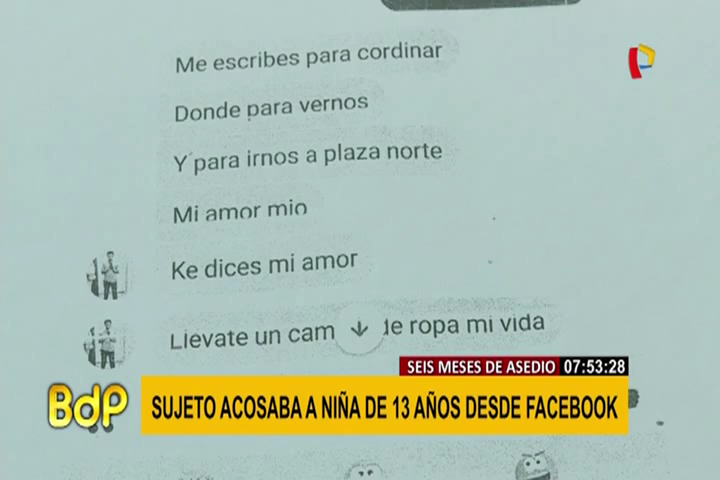 Me escribes para cordinar
Donde para vernos
Y para irnos a plaza norte
Mi amor mio
Ke dices mi amor
Llevate un cam de ropa mi vida
SEIS MESES DE ASEDIO 07:53:28
BdP
SUJETO ACOSABA A NIÑA DE 13 AÑOS DESDE FACEBOOK